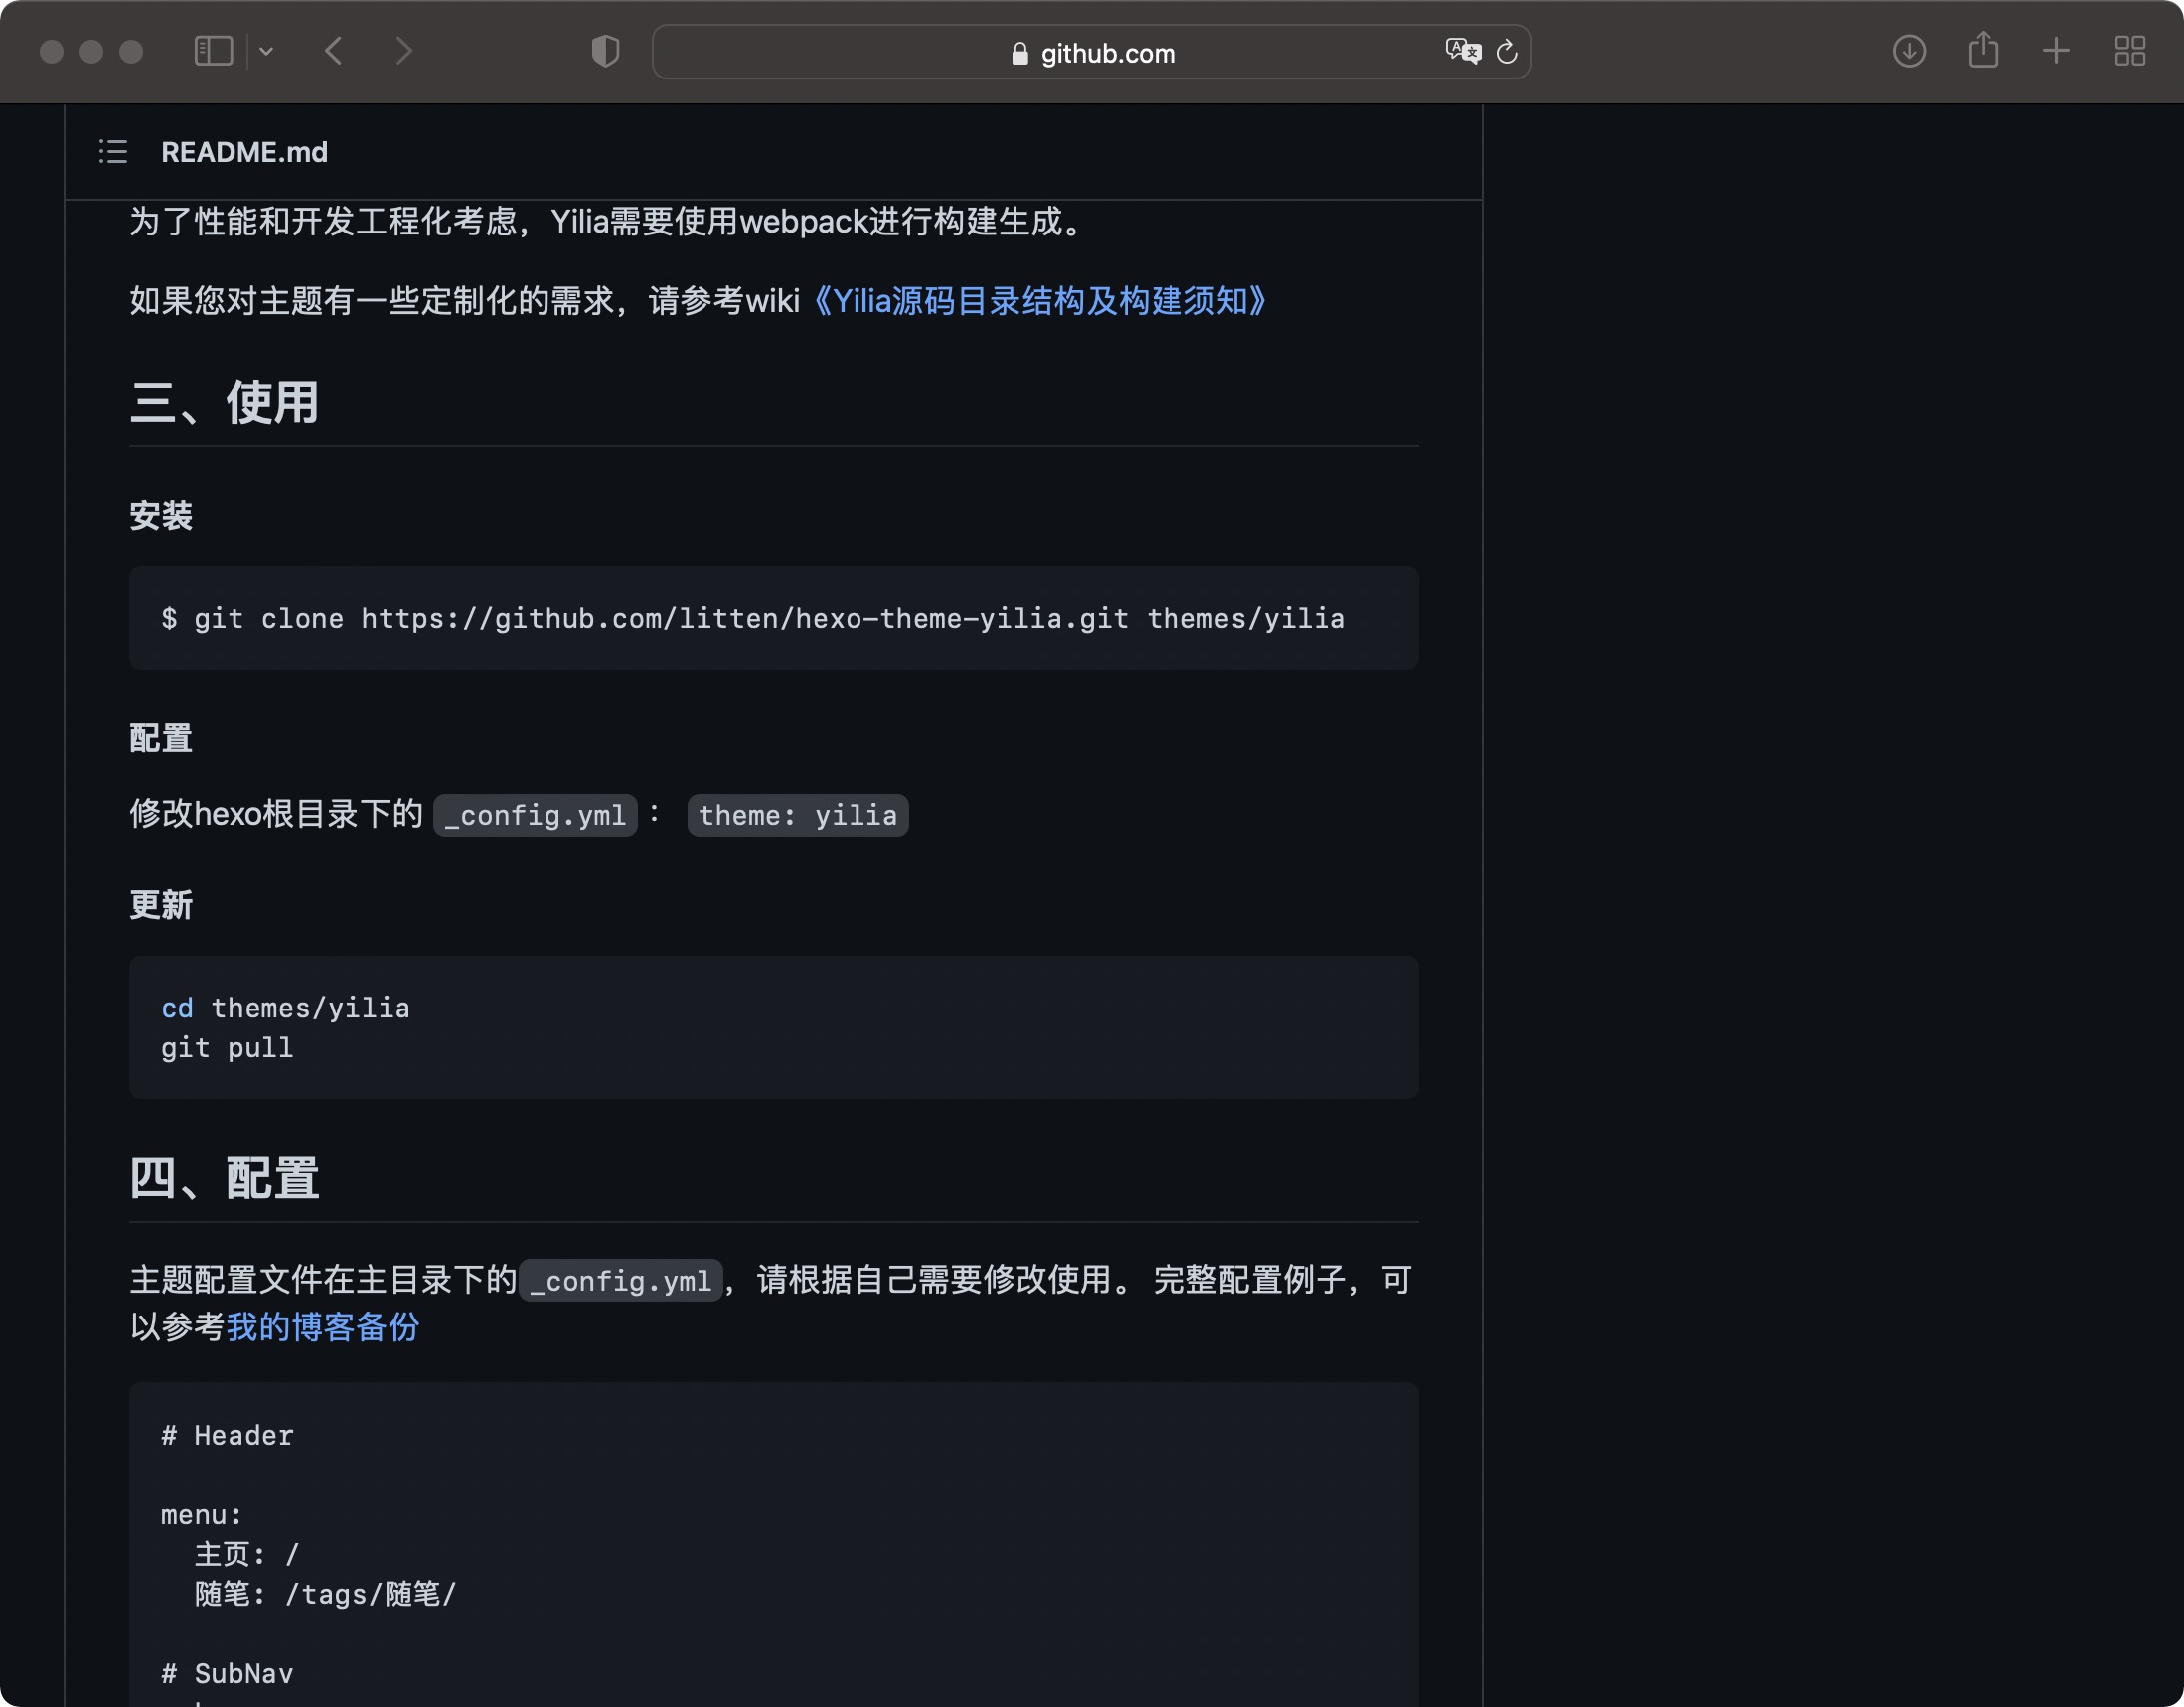 github.com
README.md
为了性能和开发工程化考虑，Yilia需要使用webpack进行构建生成。
如果您对主题有一些定制化的需求，请参考wiki《Yilia源码目录结构及构建须知》
三、使用
安装
$ git clone https://github.com/litten/hexo-theme-yilia.git themes/yilia
配置
修改hexo根目录下的 _config.yml ： theme: yilia
更新
cd themes/yilia
git pull
四、配置
主题配置文件在主目录下的_config.yml，请根据自己需要修改使用。 完整配置例子，可
以参考我的博客备份
# Header
menu:
  主页: /
  随笔: /tags/随笔/
# SubNav